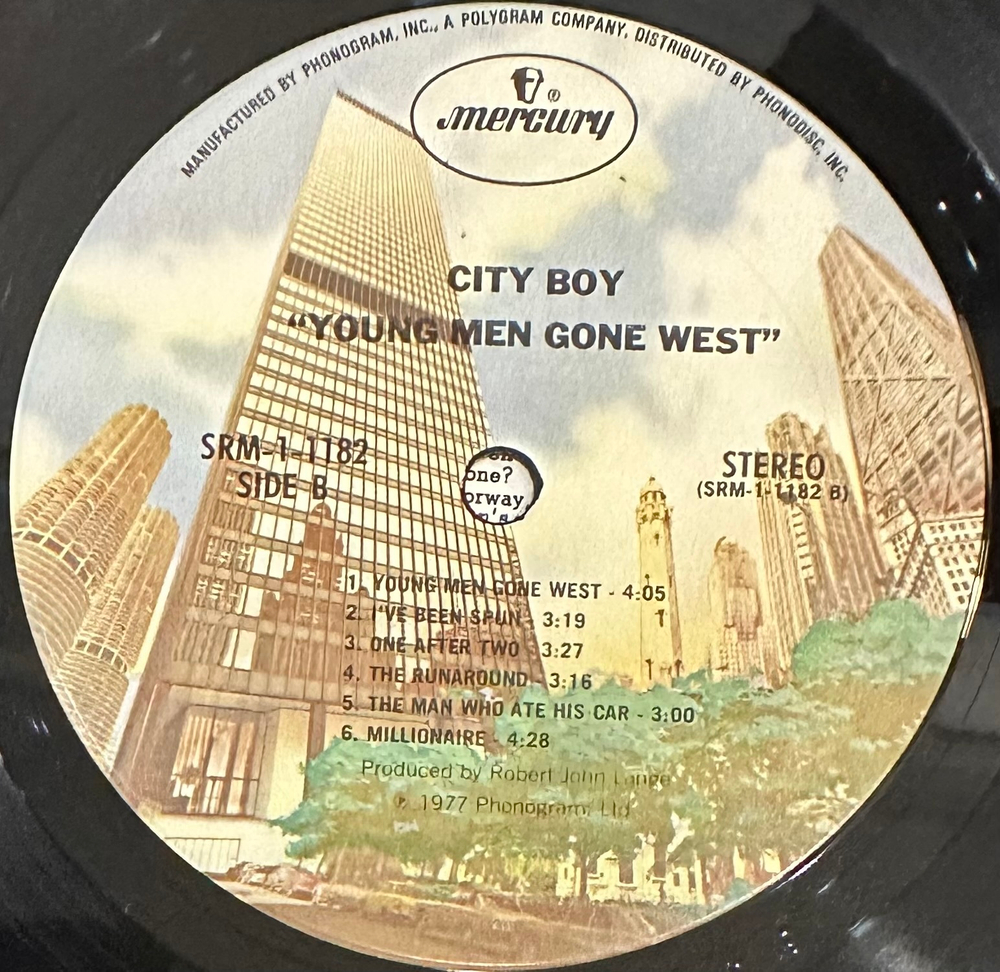 MANUFACTURED BY PHONOGRAM, INC., A POLYGRAM COMPANY, DISTRIBUTED BY PHONODISC, INC.
mercury
CITY BOY
“YOUNG MEN GONE WEST”
SRM-1-1182
SIDE B
STEREO
(SRM-1-1182 B)
one?
orway
1. YOUNG MEN GONE WEST - 4:05
2. I'VE BEEN SPUN - 3:19
3. ONE AFTER TWO - 3:27
4. THE RUNAROUND - 3:16
5. THE MAN WHO ATE HIS CAR - 3:00
6. MILLIONAIRE - 4:28
Produced by Robert John Lange
℗ 1977 Phonogram, Ltd